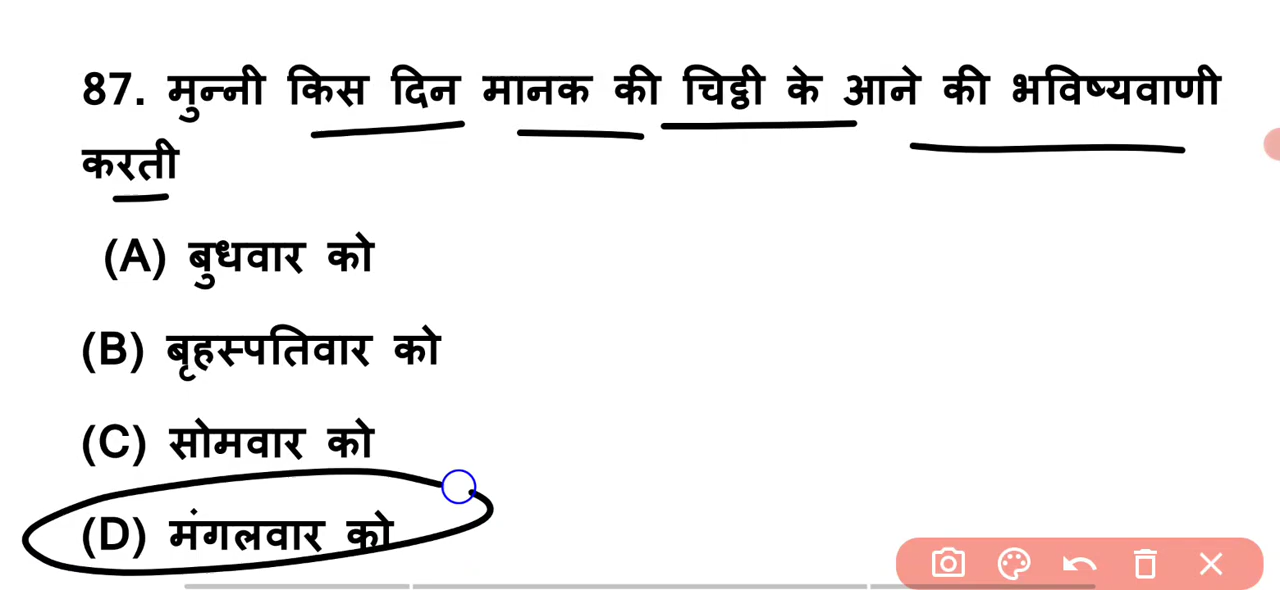 87. मुन्नी किस दिन मानक की चिट्ठी के आने की भविष्यवाणी
करती
(A) बुधवार को
(B) बृहस्पतिवार को
(C) सोमवार को
(D) मंगलवार को